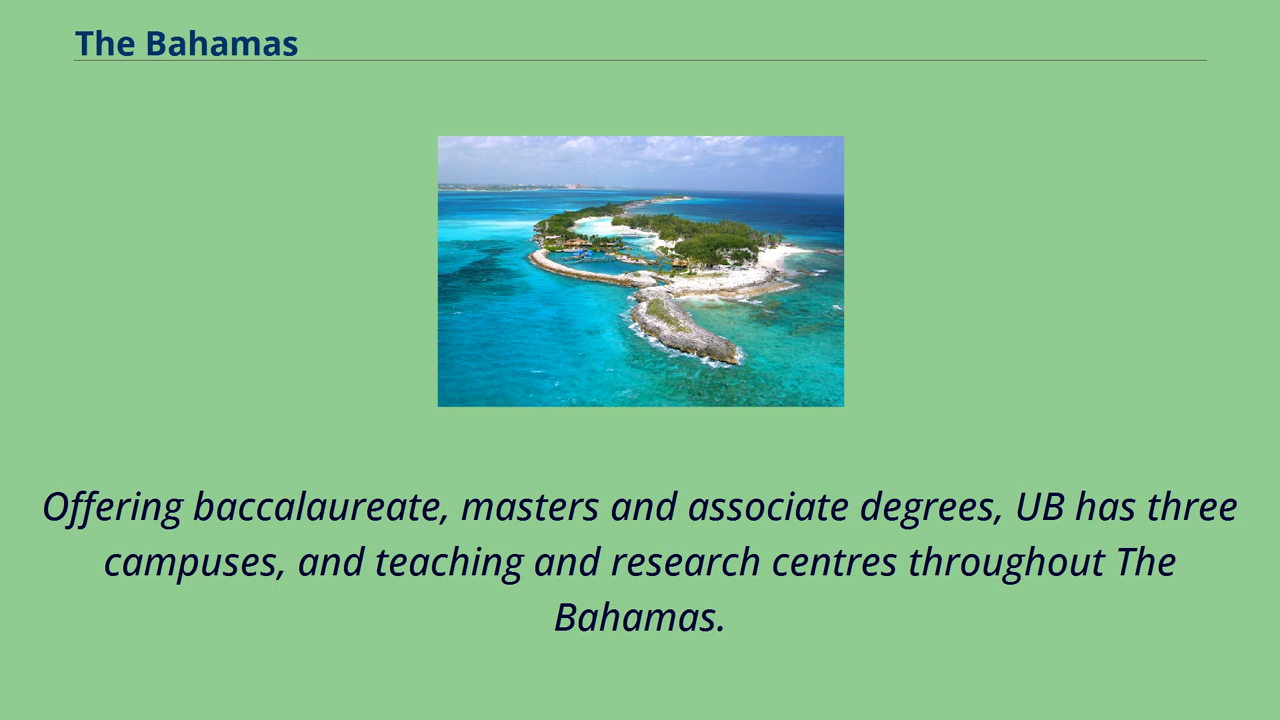 The Bahamas
Offering baccalaureate, masters and associate degrees, UB has three
campuses, and teaching and research centres throughout The
Bahamas.